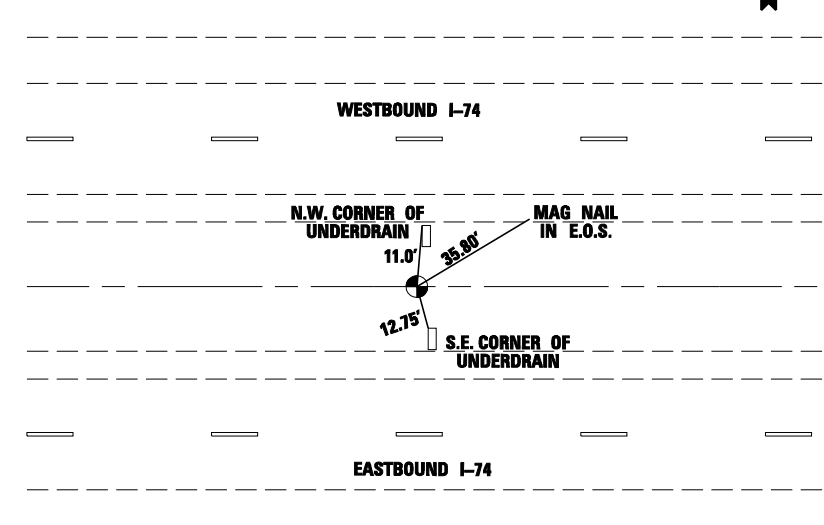 WESTBOUND I-74
N.W. CORNER OF
UNDERDRAIN
MAG NAIL
IN E.O.S.
11.0'
35.80'
12.75'
S.E. CORNER OF
UNDERDRAIN
EASTBOUND I-74